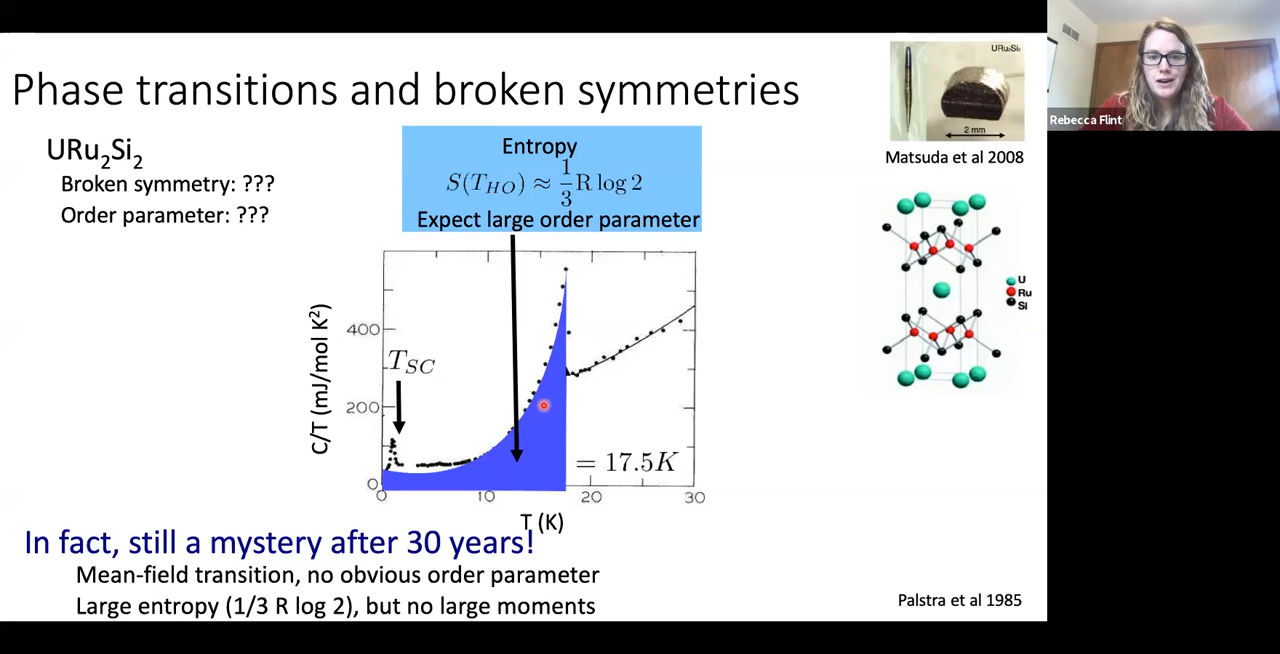 Phase transitions and broken symmetries
URu₂Si₂
Broken symmetry: ???
Order parameter: ???
Entropy
S(T_HO) ≈ 1/3 R log 2
Expect large order parameter
URu₂Si₂
2 mm
Matsuda et al 2008
Rebecca Flint
U
Ru
Si
C/T (mJ/mol K²)
400
200
0
T_SC
= 17.5K
0
10
20
30
T (K)
In fact, still a mystery after 30 years!
Mean-field transition, no obvious order parameter
Large entropy (1/3 R log 2), but no large moments
Palstra et al 1985